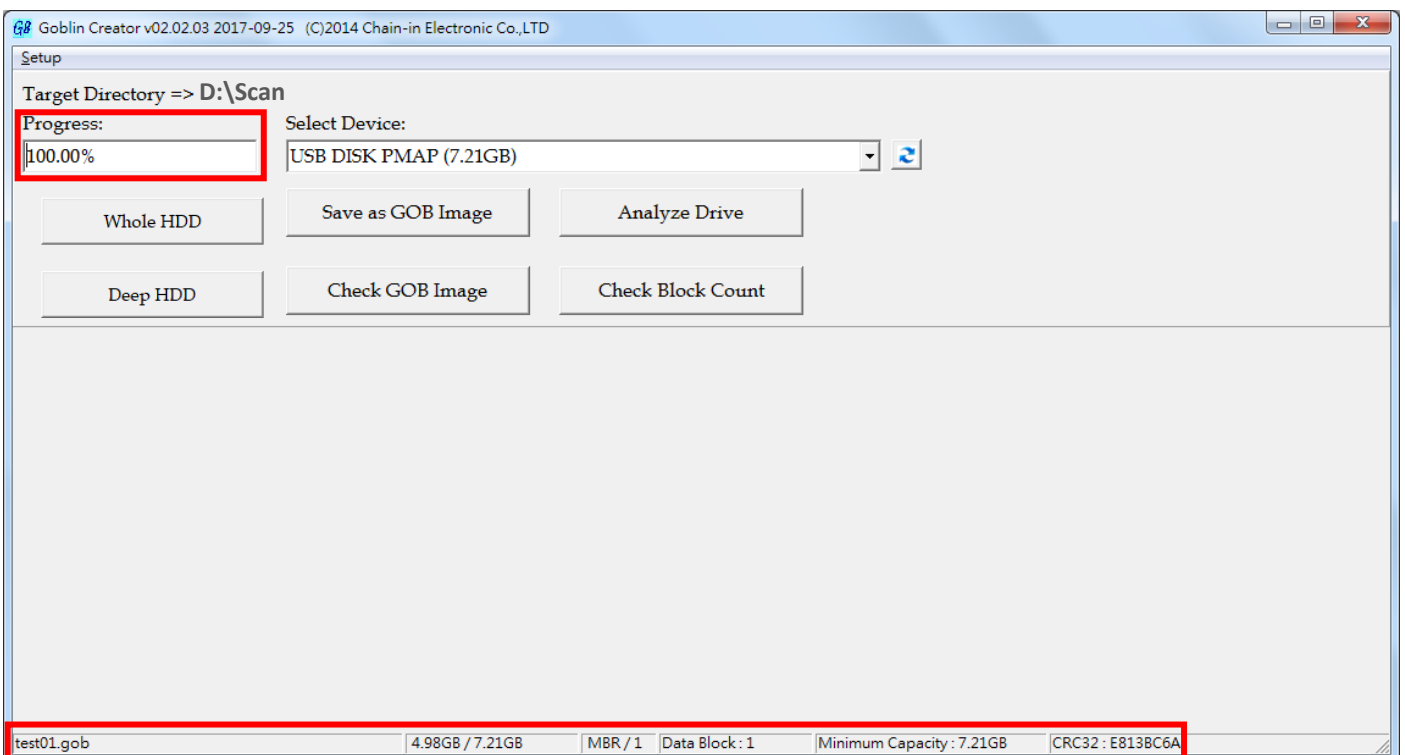 GB Goblin Creator v02.02.03 2017-09-25 (C)2014 Chain-in Electronic Co.,LTD
Setup
Target Directory => D:\Scan
Progress: Select Device:
100.00% USB DISK PMAP (7.21GB)
Whole HDD Save as GOB Image Analyze Drive
Deep HDD Check GOB Image Check Block Count
test01.gob 4.98GB / 7.21GB MBR / 1 Data Block : 1 Minimum Capacity : 7.21GB CRC32 : E813BC6A